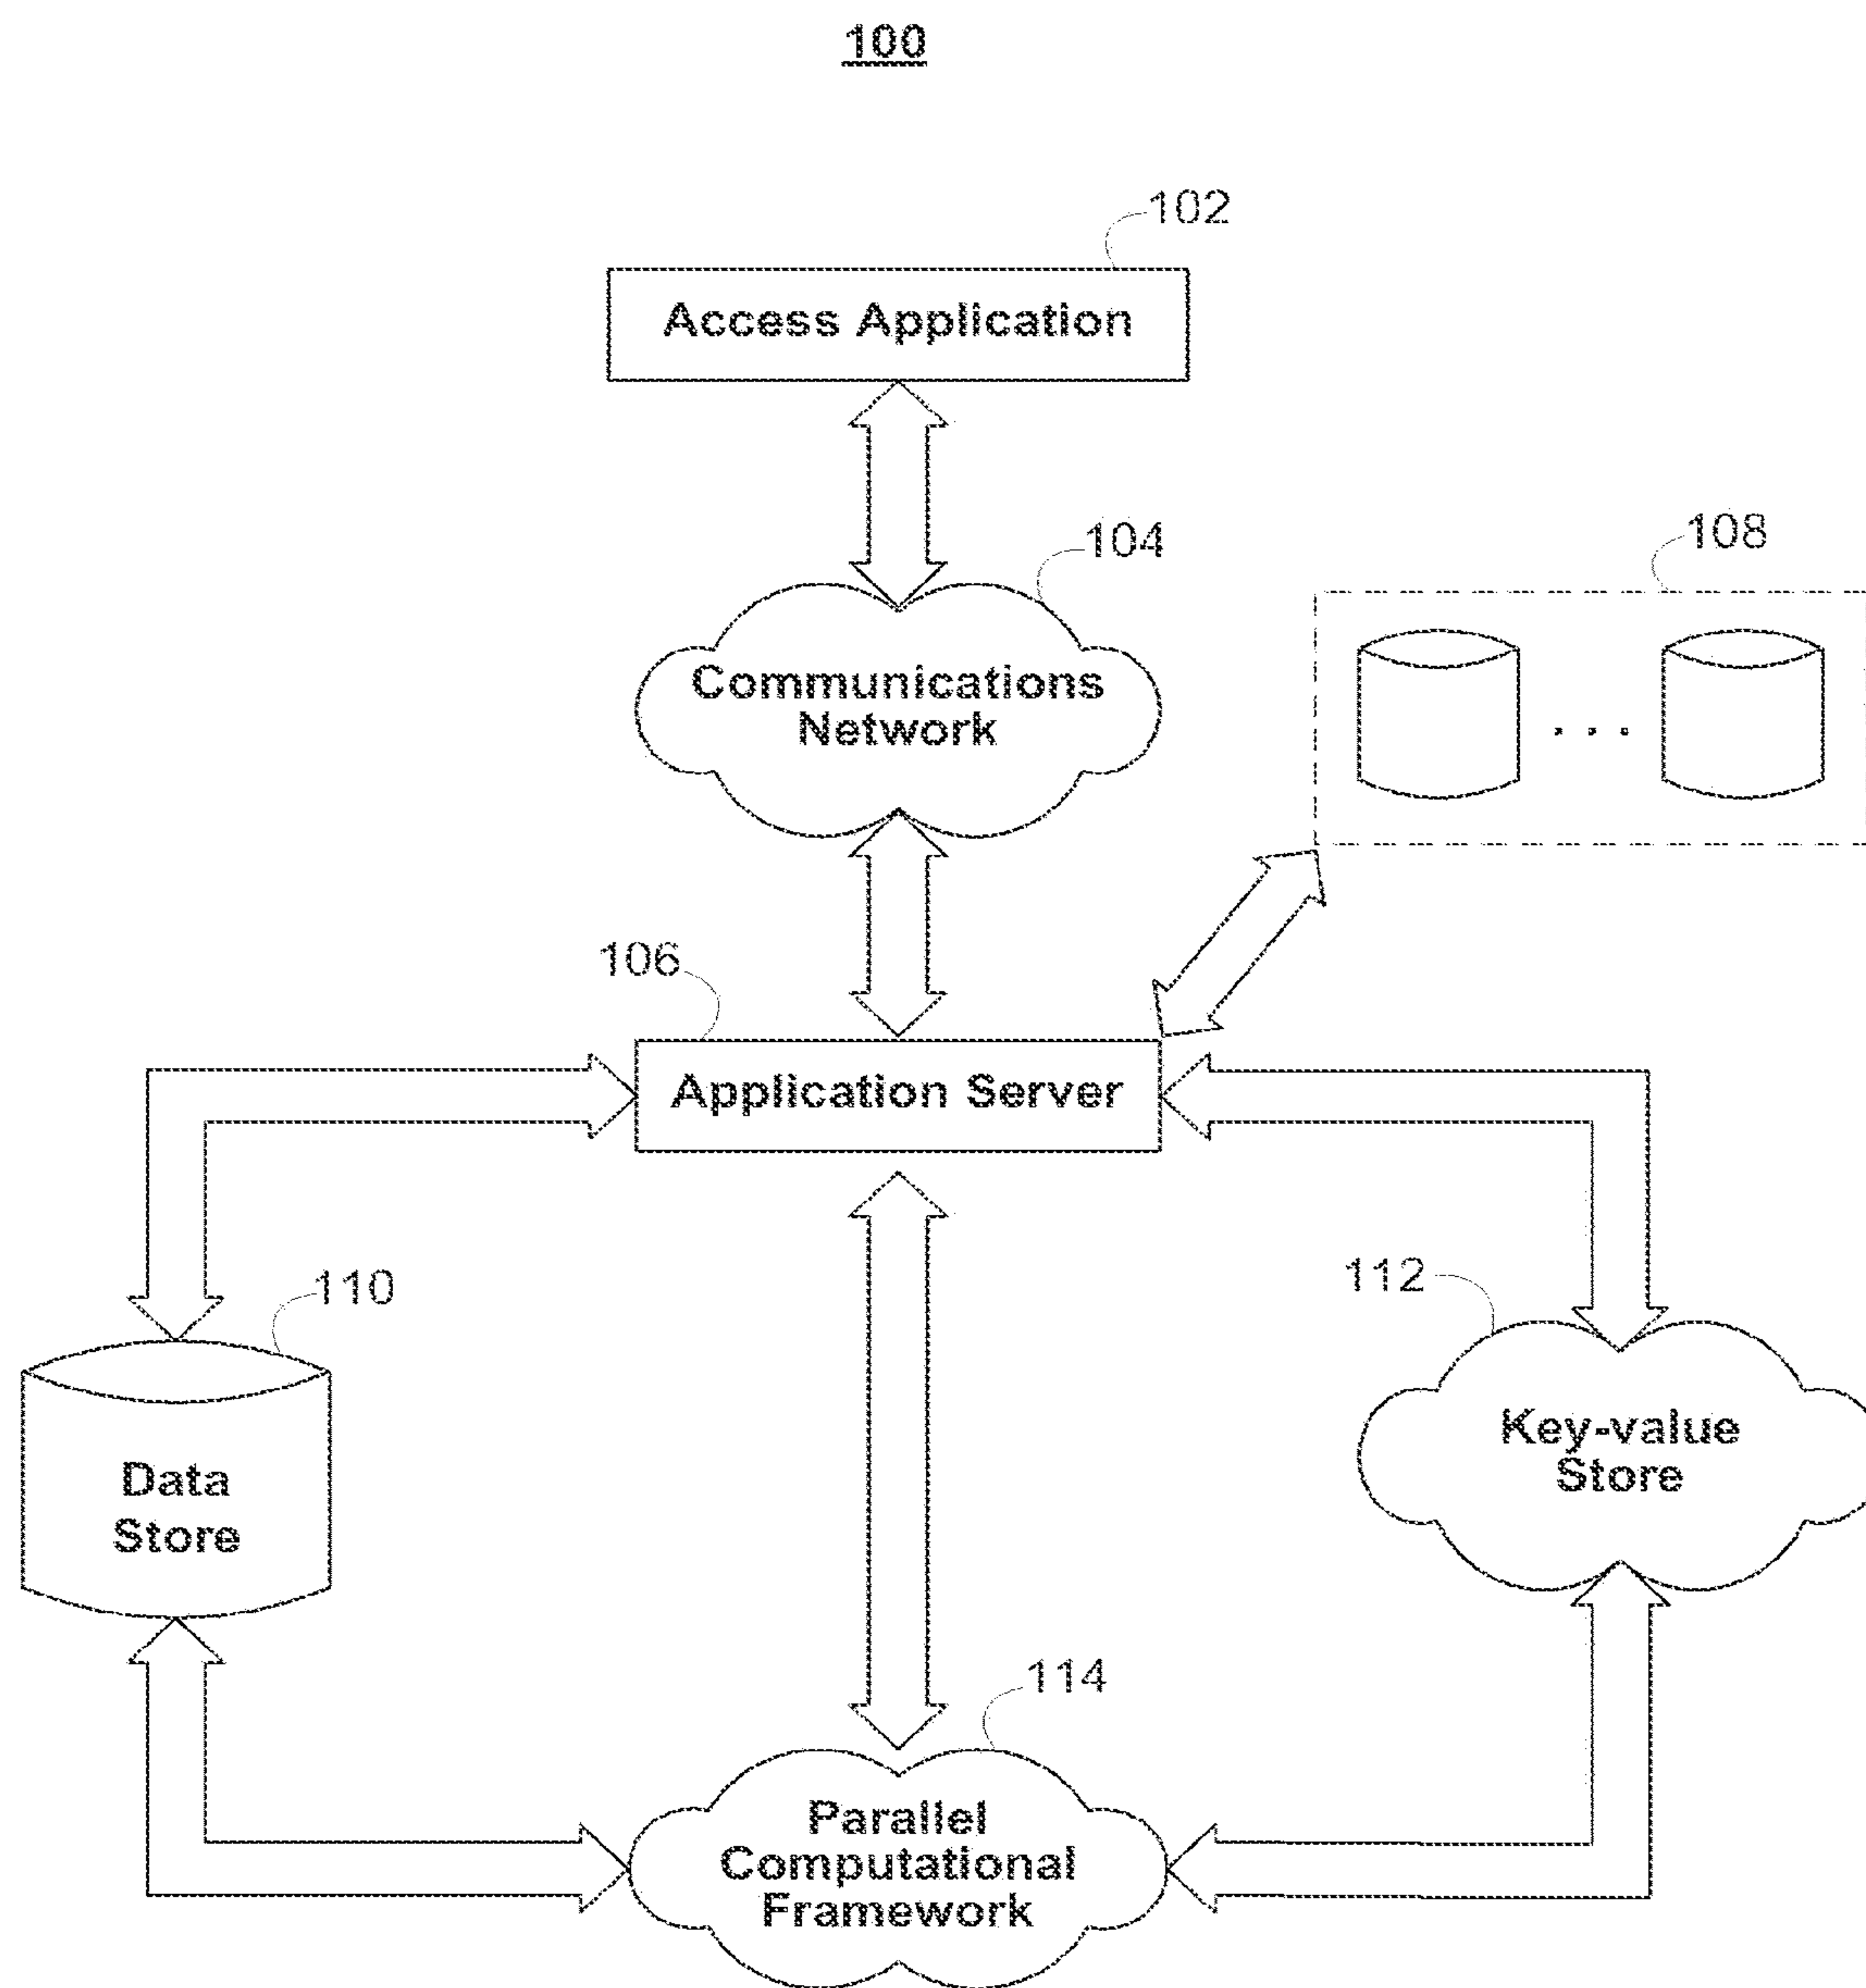 100
102
Access Application
104
108
Communications
Network
. . .
106
Application Server
110
112
Data
Store
Key-value
Store
114
Parallel
Computational
Framework